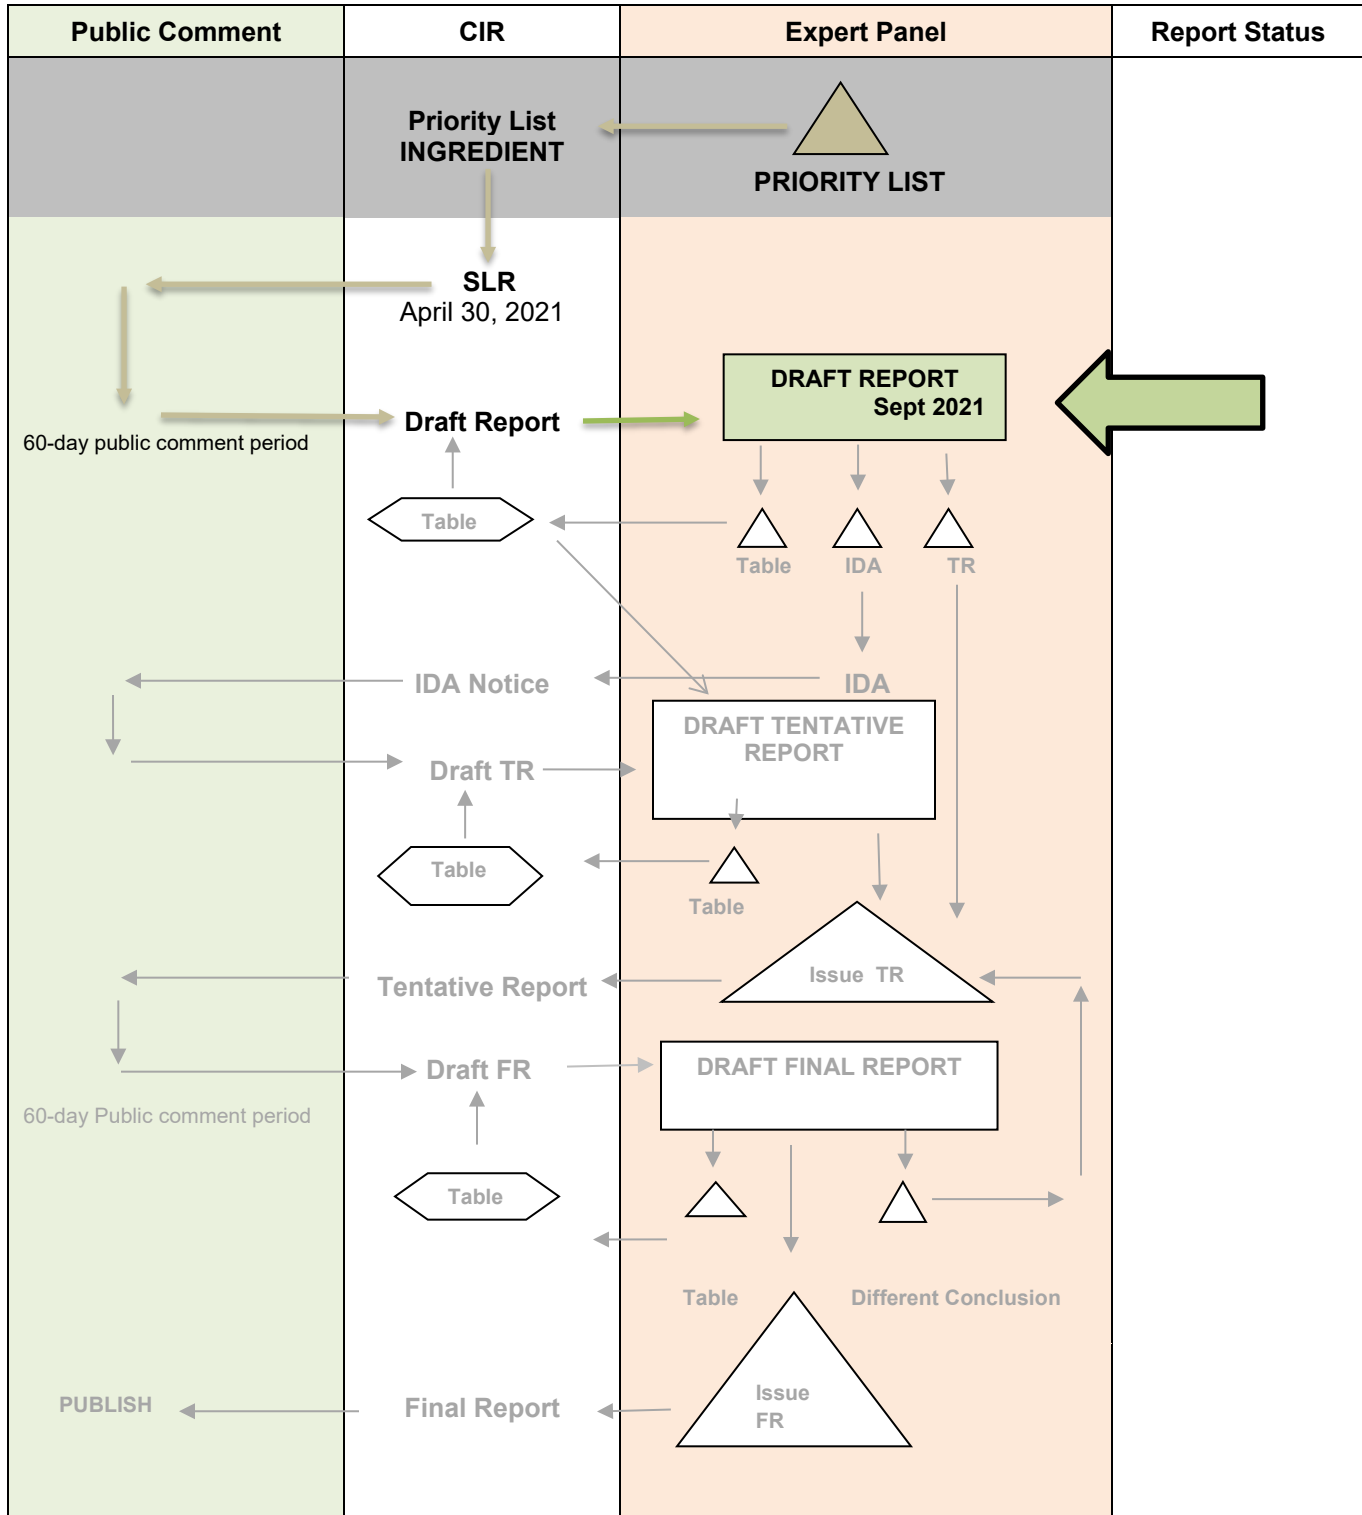 Public Comment
CIR
Expert Panel
Report Status
Priority List
INGREDIENT
PRIORITY LIST
SLR
April 30, 2021
60-day public comment period
Draft Report
DRAFT REPORT
Sept 2021
Table
Table
IDA
TR
IDA Notice
IDA
DRAFT TENTATIVE
REPORT
Draft TR
Table
Table
Tentative Report
Issue TR
Draft FR
DRAFT FINAL REPORT
60-day Public comment period
Table
Table
Different Conclusion
PUBLISH
Final Report
Issue
FR